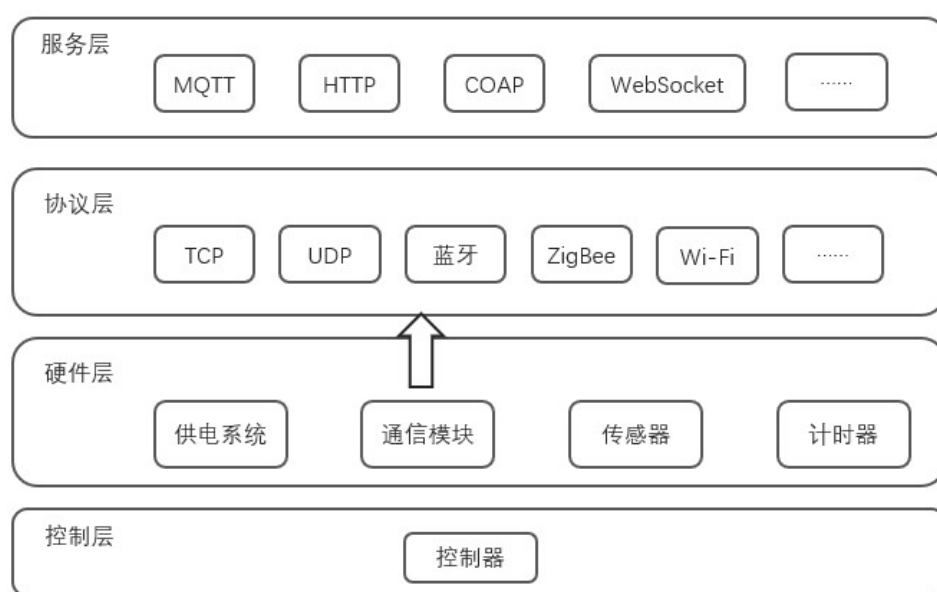 服务层
MQTT HTTP COAP WebSocket ……
协议层
TCP UDP 蓝牙 ZigBee Wi-Fi ……
硬件层
供电系统 通信模块 传感器 计时器
控制层
控制器